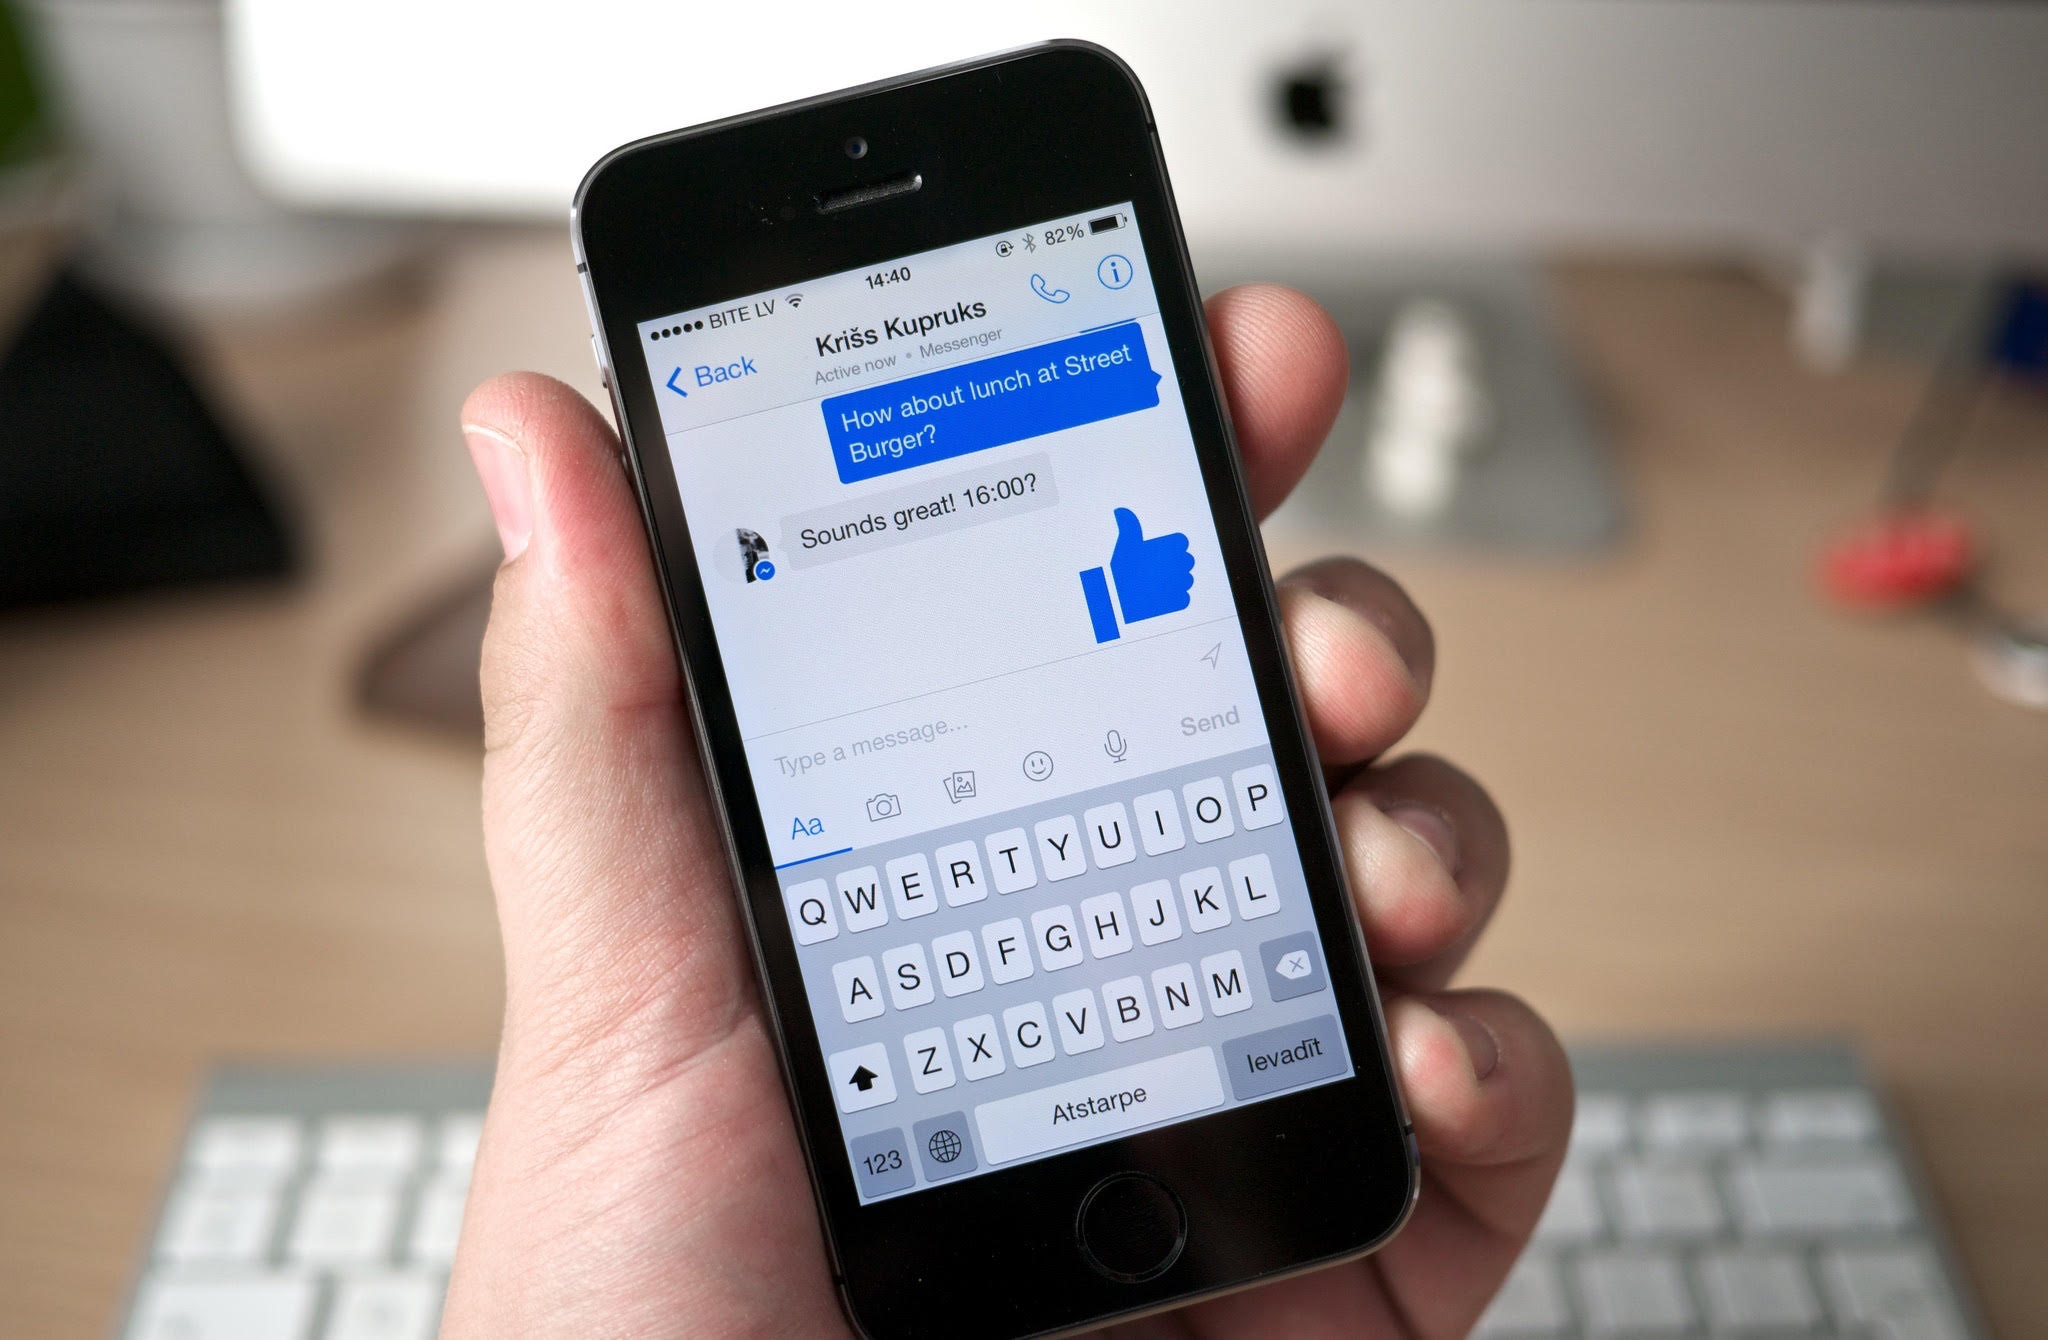 BITE LV
14:40
82%
Back
Krišs Kupruks
Active now • Messenger
How about lunch at Street
Burger?
Sounds great! 16:00?
Type a message...
Send
Aa
Q W E R T Y U I O P
A S D F G H J K L
Z X C V B N M
123
Atstarpe
Ievadīt